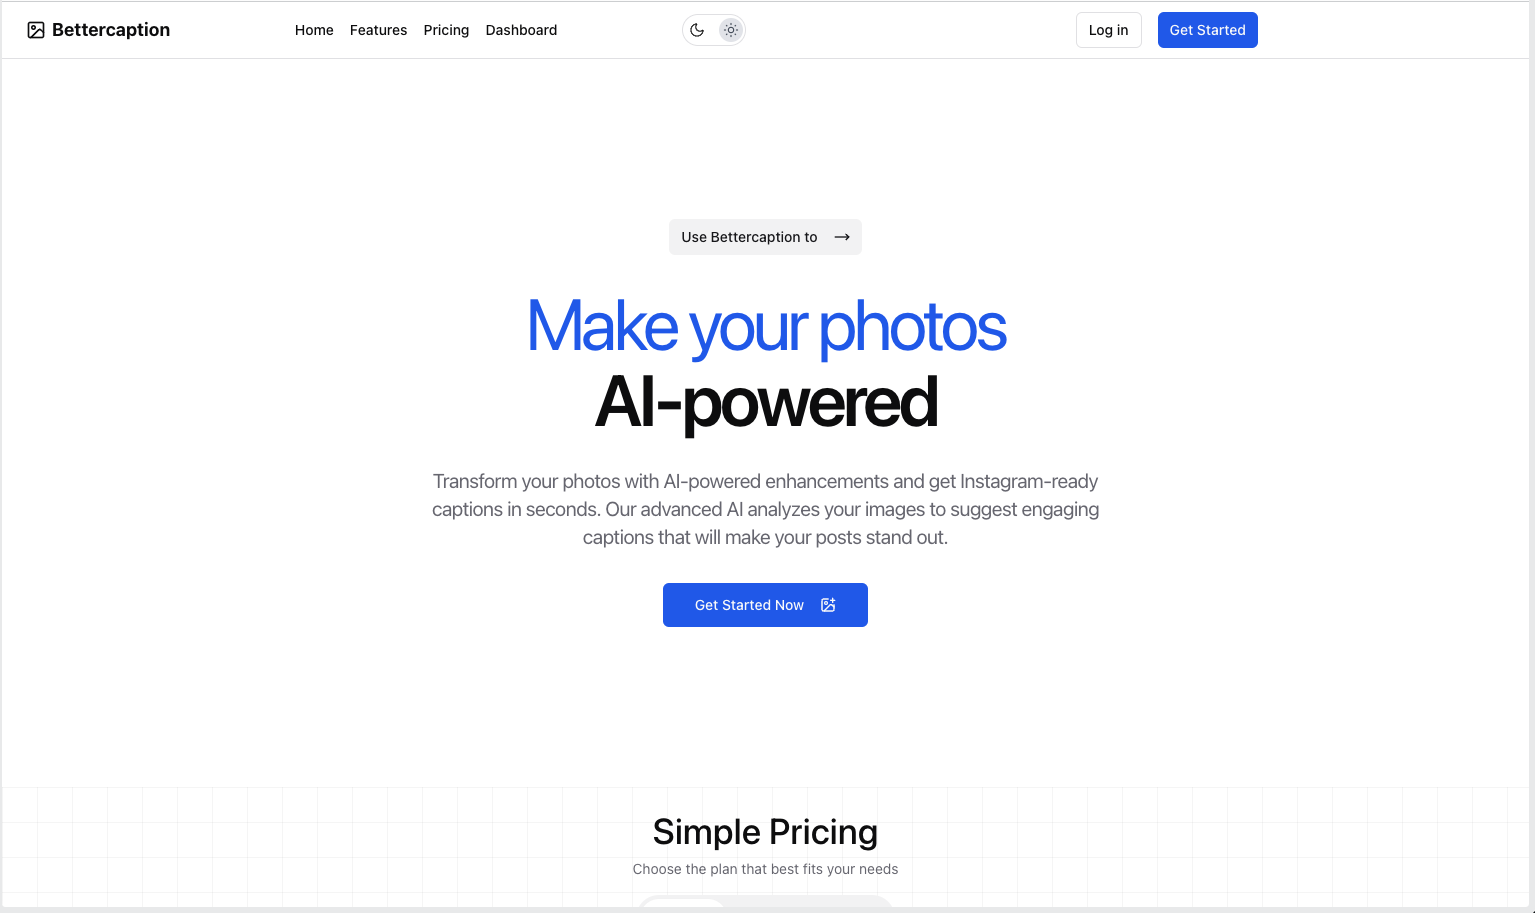 Bettercaption
Home Features Pricing Dashboard
Log in
Get Started
Use Bettercaption to
Make your photos
AI-powered
Transform your photos with AI-powered enhancements and get Instagram-ready
captions in seconds. Our advanced AI analyzes your images to suggest engaging
captions that will make your posts stand out.
Get Started Now
Simple Pricing
Choose the plan that best fits your needs